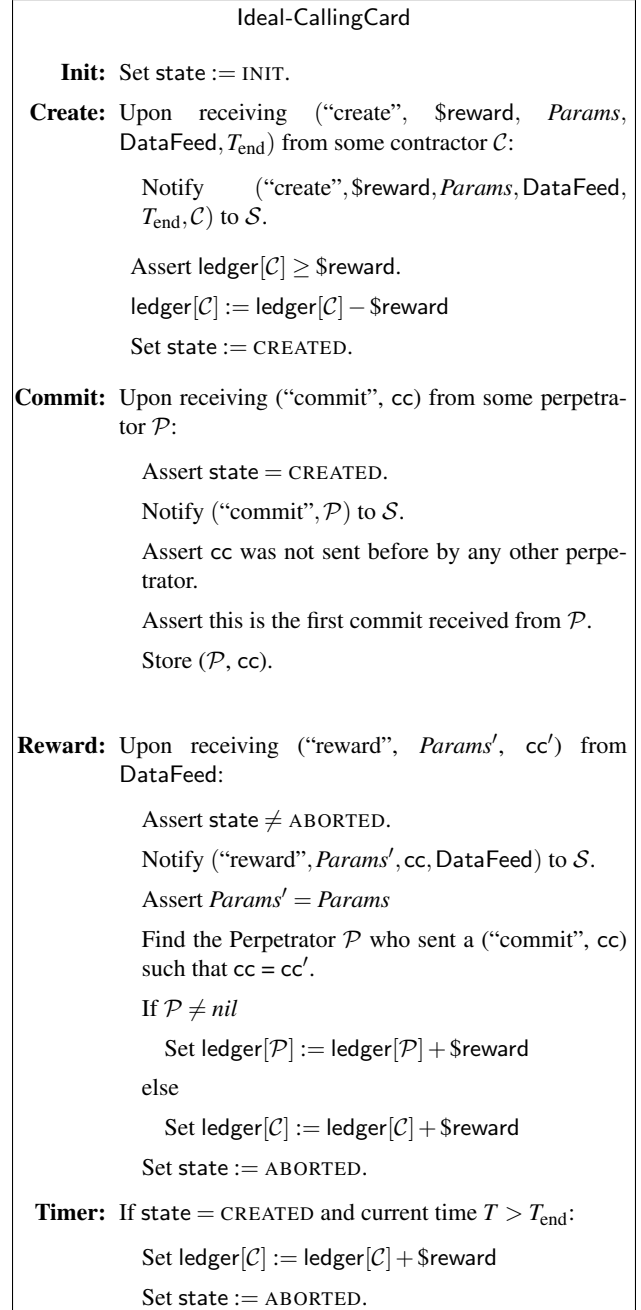 Ideal-CallingCard
Init: Set state := INIT.
Create: Upon receiving (“create”, $reward, Params,
DataFeed, T_end) from some contractor 𝒞:
Notify (“create”, $reward, Params, DataFeed,
T_end, 𝒞) to 𝒮.
Assert ledger[𝒞] ≥ $reward.
ledger[𝒞] := ledger[𝒞] − $reward
Set state := CREATED.
Commit: Upon receiving (“commit”, cc) from some perpetra-
tor 𝒫:
Assert state = CREATED.
Notify (“commit”, 𝒫) to 𝒮.
Assert cc was not sent before by any other perpe-
trator.
Assert this is the first commit received from 𝒫.
Store (𝒫, cc).
Reward: Upon receiving (“reward”, Params′, cc′) from
DataFeed:
Assert state ≠ ABORTED.
Notify (“reward”, Params′, cc, DataFeed) to 𝒮.
Assert Params′ = Params
Find the Perpetrator 𝒫 who sent a (“commit”, cc)
such that cc = cc′.
If 𝒫 ≠ nil
Set ledger[𝒫] := ledger[𝒫] + $reward
else
Set ledger[𝒞] := ledger[𝒞] + $reward
Set state := ABORTED.
Timer: If state = CREATED and current time T > T_end:
Set ledger[𝒞] := ledger[𝒞] + $reward
Set state := ABORTED.